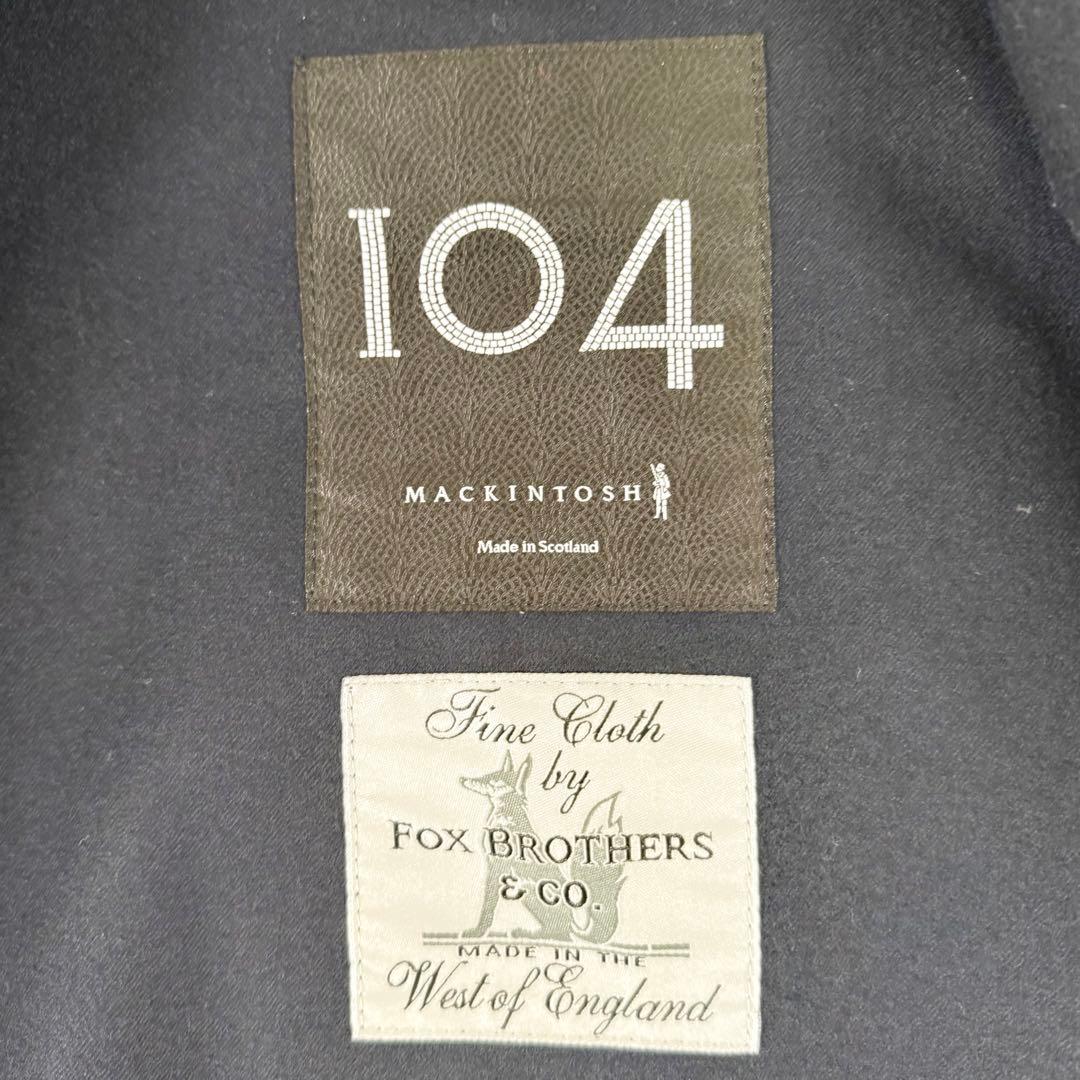 104
MACKINTOSH
Made in Scotland
Fine Cloth
by
FOX BROTHERS
& CO.
MADE IN THE
West of England